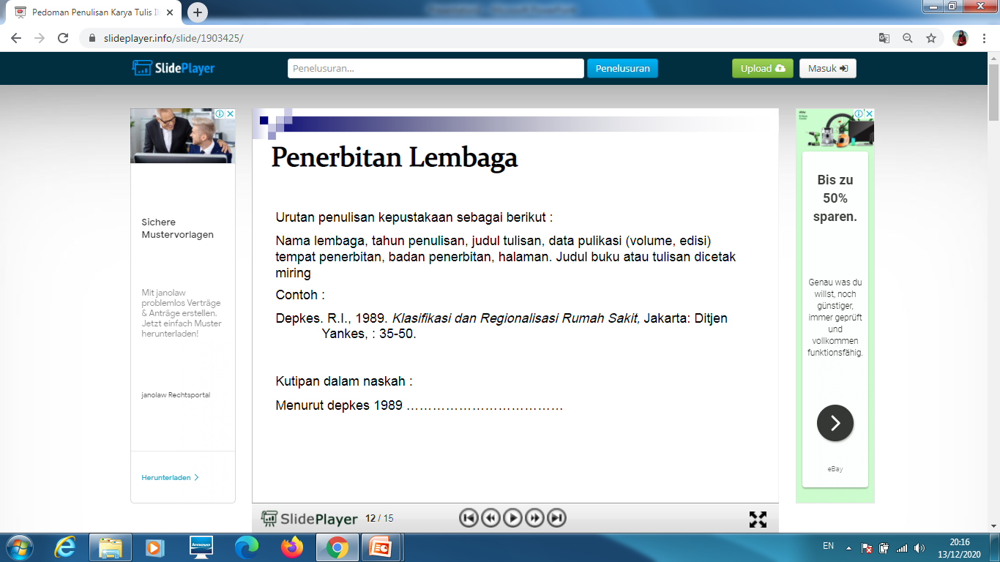 Pedoman Penulisan Karya Tulis Il
slideplayer.info/slide/1903425/
SlidePlayer
Penelusuran...
Penelusuran
Upload
Masuk
Sichere
Mustervorlagen
Mit janolaw
problemlos Verträge
& Anträge erstellen.
Jetzt einfach Muster
herunterladen!
janolaw Rechtsportal
Herunterladen
Penerbitan Lembaga
Urutan penulisan kepustakaan sebagai berikut :
Nama lembaga, tahun penulisan, judul tulisan, data pulikasi (volume, edisi)
tempat penerbitan, badan penerbitan, halaman. Judul buku atau tulisan dicetak
miring
Contoh :
Depkes. R.I., 1989. Klasifikasi dan Regionalisasi Rumah Sakit, Jakarta: Ditjen
Yankes, : 35-50.
Kutipan dalam naskah :
Menurut depkes 1989 ………………………………
Bis zu
50%
sparen.
Genau was du
willst, noch
günstiger,
immer geprüft
und
vollkommen
funktionsfähig.
eBay
SlidePlayer
12 / 15
lenovo
EN
20:16
13/12/2020